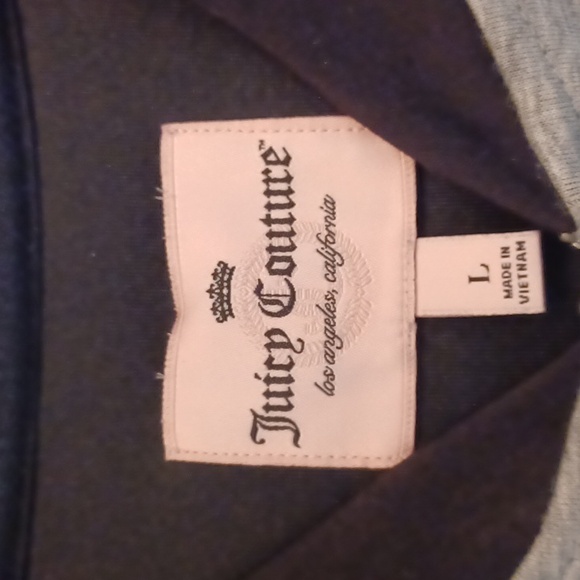 Juicy Couture™
los angeles, california
L
MADE IN
VIETNAM